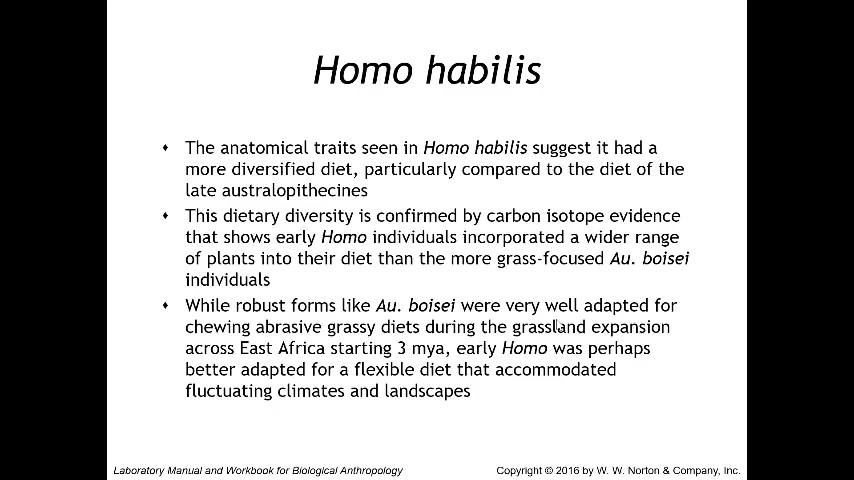 Homo habilis
⬧ The anatomical traits seen in Homo habilis suggest it had a
more diversified diet, particularly compared to the diet of the
late australopithecines
⬧ This dietary diversity is confirmed by carbon isotope evidence
that shows early Homo individuals incorporated a wider range
of plants into their diet than the more grass-focused Au. boisei
individuals
⬧ While robust forms like Au. boisei were very well adapted for
chewing abrasive grassy diets during the grassland expansion
across East Africa starting 3 mya, early Homo was perhaps
better adapted for a flexible diet that accommodated
fluctuating climates and landscapes
Laboratory Manual and Workbook for Biological Anthropology
Copyright © 2016 by W. W. Norton & Company, Inc.